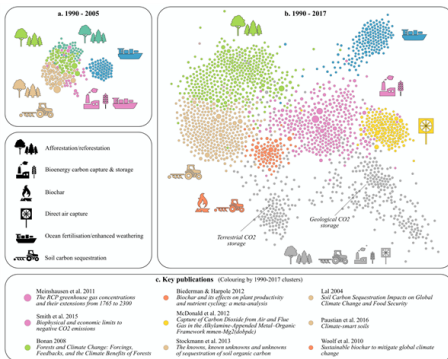 a. 1990 - 2005
b. 1990 - 2017
Afforestation/reforestation
Bioenergy carbon capture & storage
Biochar
Direct air capture
Ocean fertilisation/enhanced weathering
Soil carbon sequestration
Terrestrial CO2
storage
Geological CO2
storage
c. Key publications (Colouring by 1990-2017 clusters)
Meinshausen et al. 2011
The RCP greenhouse gas concentrations
and their extensions from 1765 to 2300
Smith et al. 2015
Biophysical and economic limits to
negative CO2 emissions
Bonan 2008
Forests and Climate Change: Forcings,
Feedbacks, and the Climate Benefits of Forests
Biederman & Harpole 2012
Biochar and its effects on plant productivity
and nutrient cycling: a meta-analysis
McDonald et al. 2012
Capture of Carbon Dioxide from Air and Flue
Gas in the Alkylamine-Appended Metal-Organic
Framework mmen-Mg2(dobpdc)
Stockmann et al. 2013
The knowns, known unknowns and unknowns
of sequestration of soil organic carbon
Lal 2004
Soil Carbon Sequestration Impacts on Global
Climate Change and Food Security
Paustian et al. 2016
Climate-smart soils
Woolf et al. 2010
Sustainable biochar to mitigate global climate
change